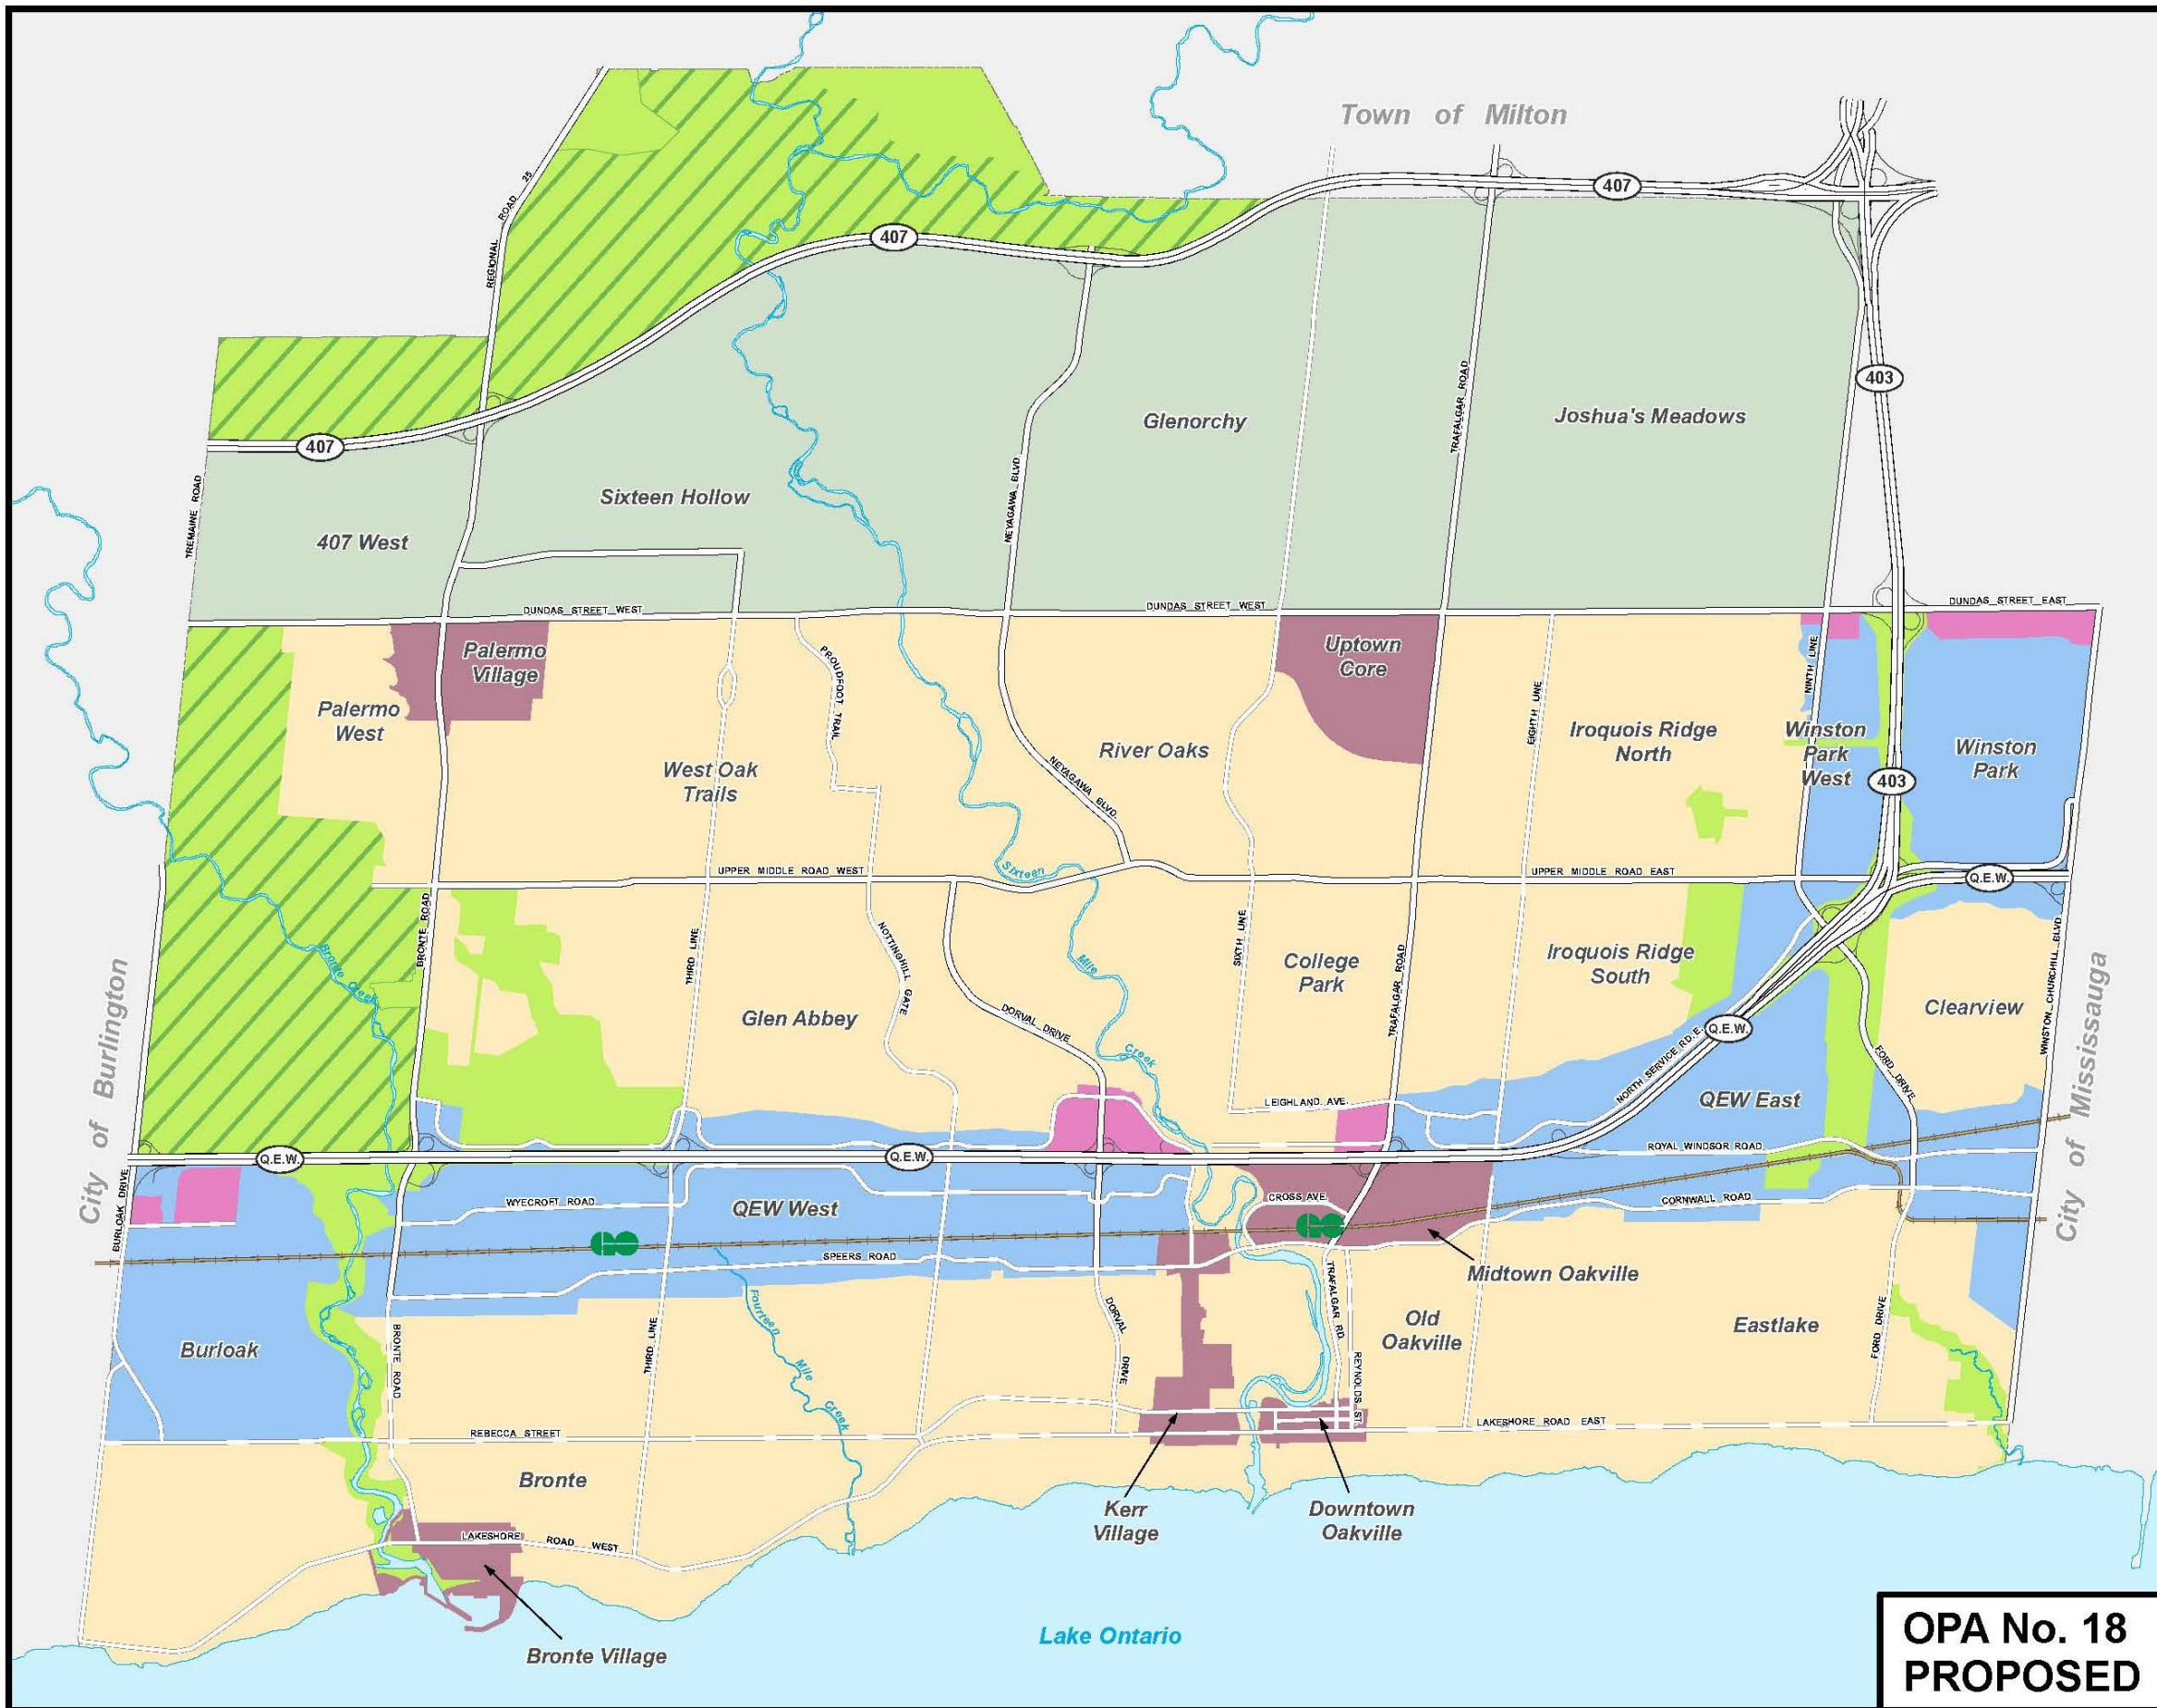 Town of Milton
407
REGIONAL ROAD 25
407
403
407
TREMAINE ROAD
Glenorchy
Joshua's Meadows
TRAFALGAR ROAD
Sixteen Hollow
NEYAGAWA BLVD
407 West
DUNDAS STREET WEST
DUNDAS STREET WEST
DUNDAS STREET EAST
Palermo
Village
Uptown
Core
PROUDFOOT TRAIL
NINTH LINE
EIGHTH LINE
Palermo
West
River Oaks
Iroquois Ridge
North
Winston
Park
West
Winston
Park
403
West Oak
Trails
NEYAGAWA BLVD.
Sixteen
Mile
Creek
UPPER MIDDLE ROAD WEST
UPPER MIDDLE ROAD EAST
Q.E.W.
BRONTE ROAD
THIRD LINE
NOTTINGHILL GATE
SIXTH LINE
College
Park
TRAFALGAR ROAD
Iroquois Ridge
South
WINSTON CHURCHILL BLVD
Clearview
Bronte
Creek
City of Burlington
City of Mississauga
Glen Abbey
DORVAL DRIVE
Q.E.W.
NORTH SERVICE RD. E.
FORD DRIVE
LEIGHLAND AVE.
QEW East
ROYAL WINDSOR ROAD
Q.E.W.
Q.E.W.
BURLOAK DRIVE
WYECROFT ROAD
QEW West
CROSS AVE.
CORNWALL ROAD
GO
GO
SPEERS ROAD
Midtown Oakville
Burloak
BRONTE ROAD
THIRD LINE
Fourteen
Mile
Creek
DORVAL DRIVE
TRAFALGAR RD.
REYNOLDS ST.
Old
Oakville
Eastlake
FORD DRIVE
REBECCA STREET
LAKESHORE ROAD EAST
Bronte
Kerr
Village
Downtown
Oakville
LAKESHORE ROAD WEST
Bronte Village
Lake Ontario
OPA No. 18
PROPOSED